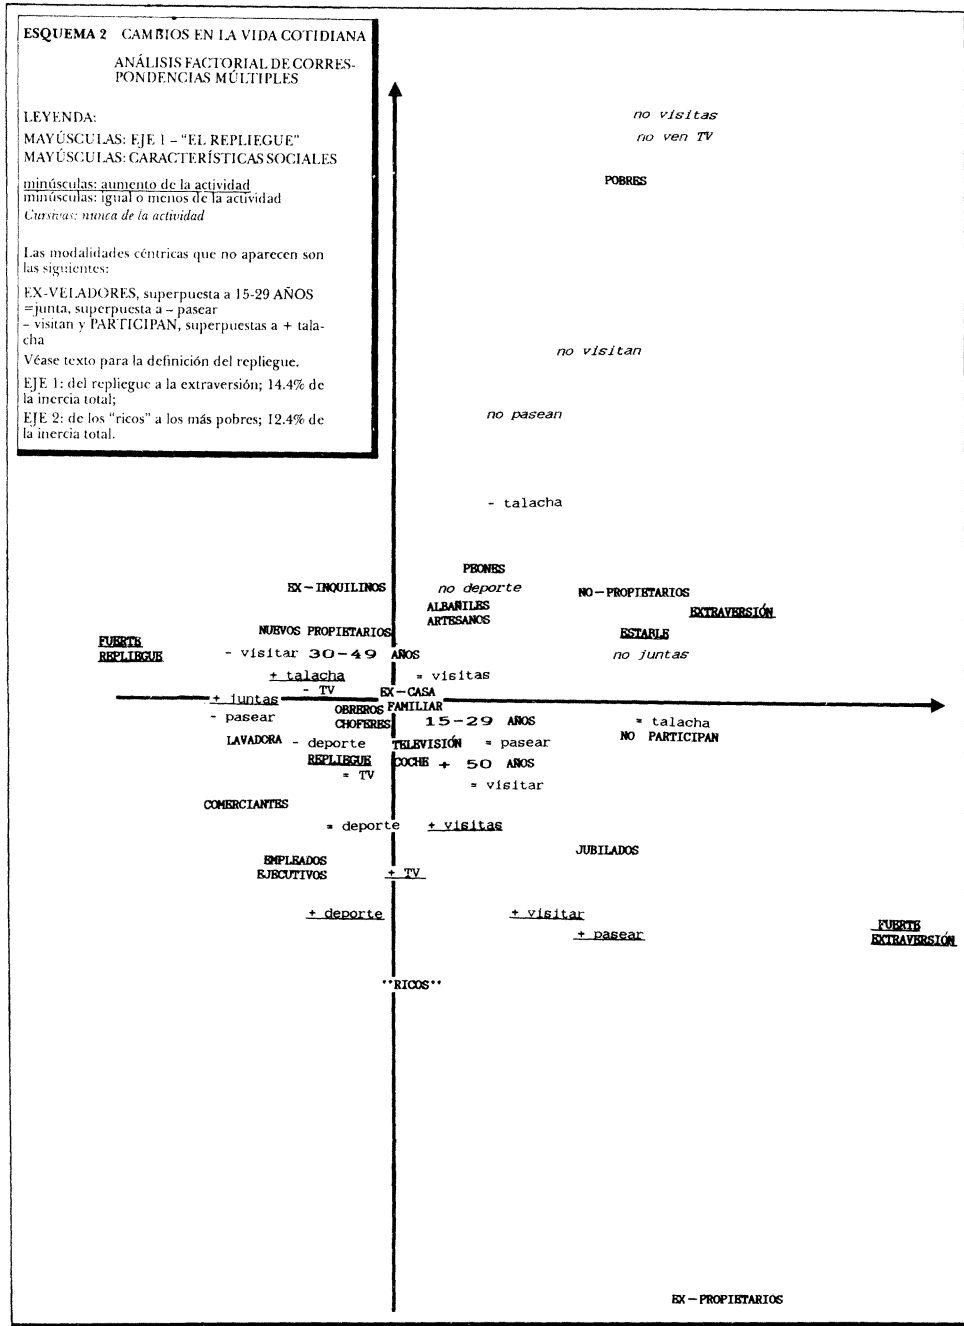 ESQUEMA 2 CAMBIOS EN LA VIDA COTIDIANA
ANÁLISIS FACTORIAL DE CORRES-
PONDENCIAS MÚLTIPLES
LEYENDA:
MAYÚSCULAS: EJE 1 – "EL REPLIEGUE"
MAYÚSCULAS: CARACTERÍSTICAS SOCIALES
minúsculas: aumento de la actividad
minúsculas: igual o menos de la actividad
Cursivas: nunca de la actividad
Las modalidades céntricas que no aparecen son
las siguientes:
EX-VELADORES, superpuesta a 15-29 AÑOS
=junta, superpuesta a – pasear
– visitan y PARTICIPAN, superpuestas a + tala-
cha
Véase texto para la definición del repliegue.
EJE 1: del repliegue a la extraversión; 14.4% de
la inercia total;
EJE 2: de los "ricos" a los más pobres; 12.4% de
la inercia total.
no visitas
no ven TV
POBRES
no visitan
no pasean
- talacha
PEONES
EX-INQUILINOS
no deporte
NO-PROPIETARIOS
ALBAÑILES
ARTESANOS
EXTRAVERSIÓN
NUEVOS PROPIETARIOS
ESTABLE
FUERTE
REPLIEGUE
- visitar 30-49 AÑOS
no juntas
+ talacha
= visitas
- TV
EX-CASA
FAMILIAR
+ juntas
OBREROS
CHOFERES
- pasear
15-29 AÑOS
= talacha
NO PARTICIPAN
LAVADORA
- deporte
TELEVISIÓN
= pasear
REPLIEGUE
COCHE
+ 50 AÑOS
= TV
= visitar
COMERCIANTES
= deporte
+ visitas
JUBILADOS
EMPLEADOS
EJECUTIVOS
+ TV
+ deporte
+ visitar
+ pasear
FUERTE
EXTRAVERSIÓN
"RICOS"
EX-PROPIETARIOS